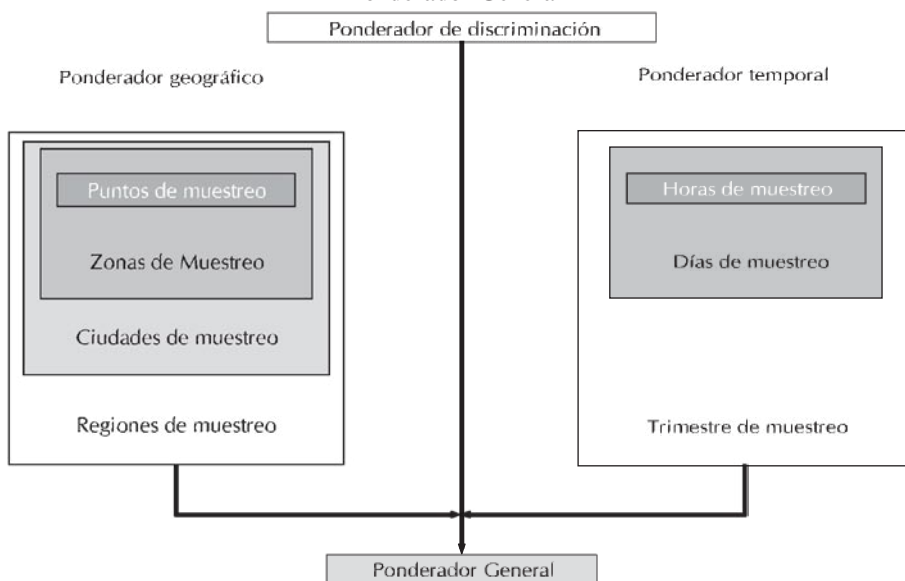 General
Ponderador de discriminación
Ponderador geográfico
Ponderador temporal
Puntos de muestreo
Zonas de Muestreo
Ciudades de muestreo
Regiones de muestreo
Horas de muestreo
Días de muestreo
Trimestre de muestreo
Ponderador General